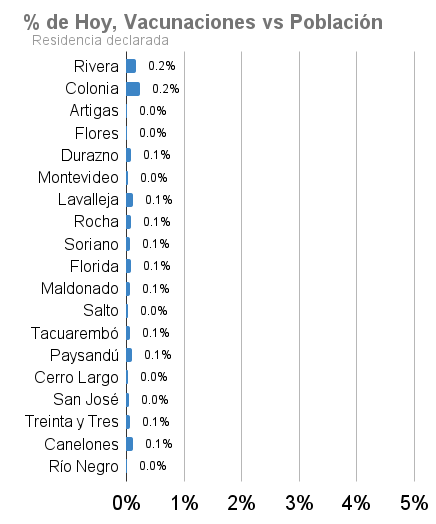 % de Hoy, Vacunaciones vs Población
Residencia declarada
Rivera 0.2%
Colonia 0.2%
Artigas 0.0%
Flores 0.0%
Durazno 0.1%
Montevideo 0.0%
Lavalleja 0.1%
Rocha 0.1%
Soriano 0.1%
Florida 0.1%
Maldonado 0.1%
Salto 0.0%
Tacuarembó 0.1%
Paysandú 0.1%
Cerro Largo 0.0%
San José 0.0%
Treinta y Tres 0.1%
Canelones 0.1%
Río Negro 0.0%
0% 1% 2% 3% 4% 5%